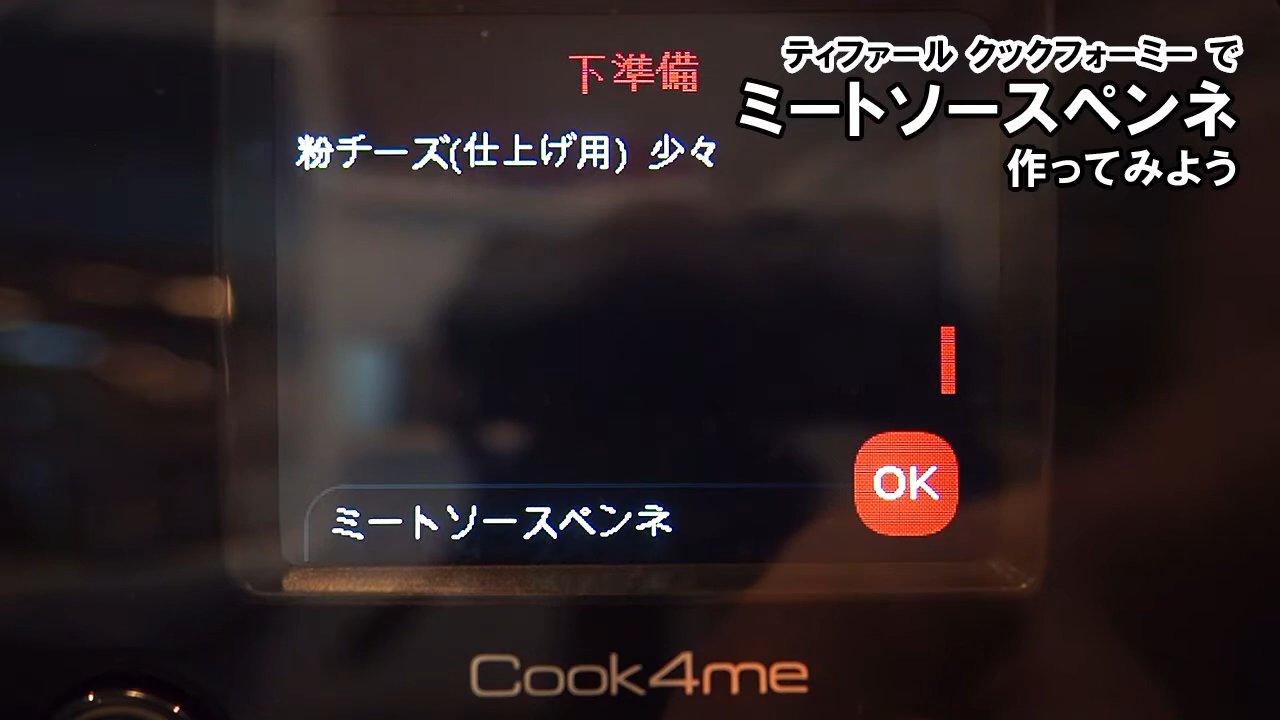 ティファール クックフォーミー で
ミートソースペンネ
作ってみよう
下準備
粉チーズ(仕上げ用) 少々
OK
ミートソースペンネ
Cook4me